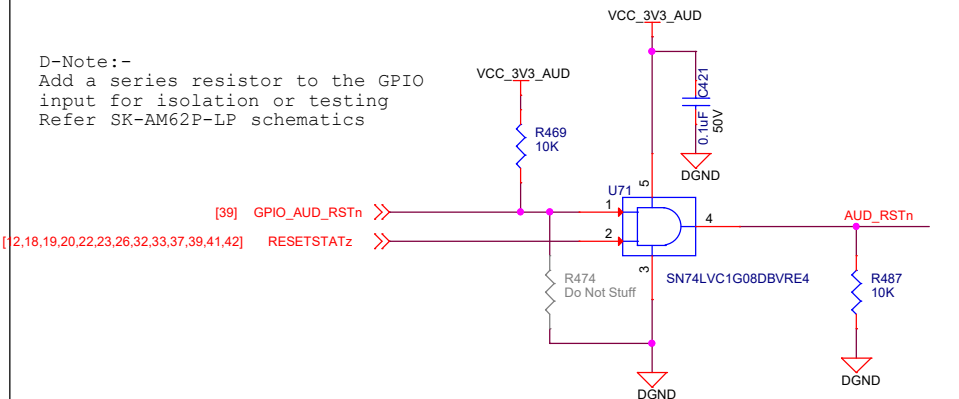 VCC_3V3_AUD
D-Note:-
Add a series resistor to the GPIO
input for isolation or testing
Refer SK-AM62P-LP schematics
VCC_3V3_AUD
C421
0.1uF
50V
R469
10K
DGND
U71
5
[39] GPIO_AUD_RSTn
1
4
AUD_RSTn
[12,18,19,20,22,23,26,32,33,37,39,41,42] RESETSTATz
2
3
R474
Do Not Stuff
SN74LVC1G08DBVRE4
R487
10K
DGND
DGND